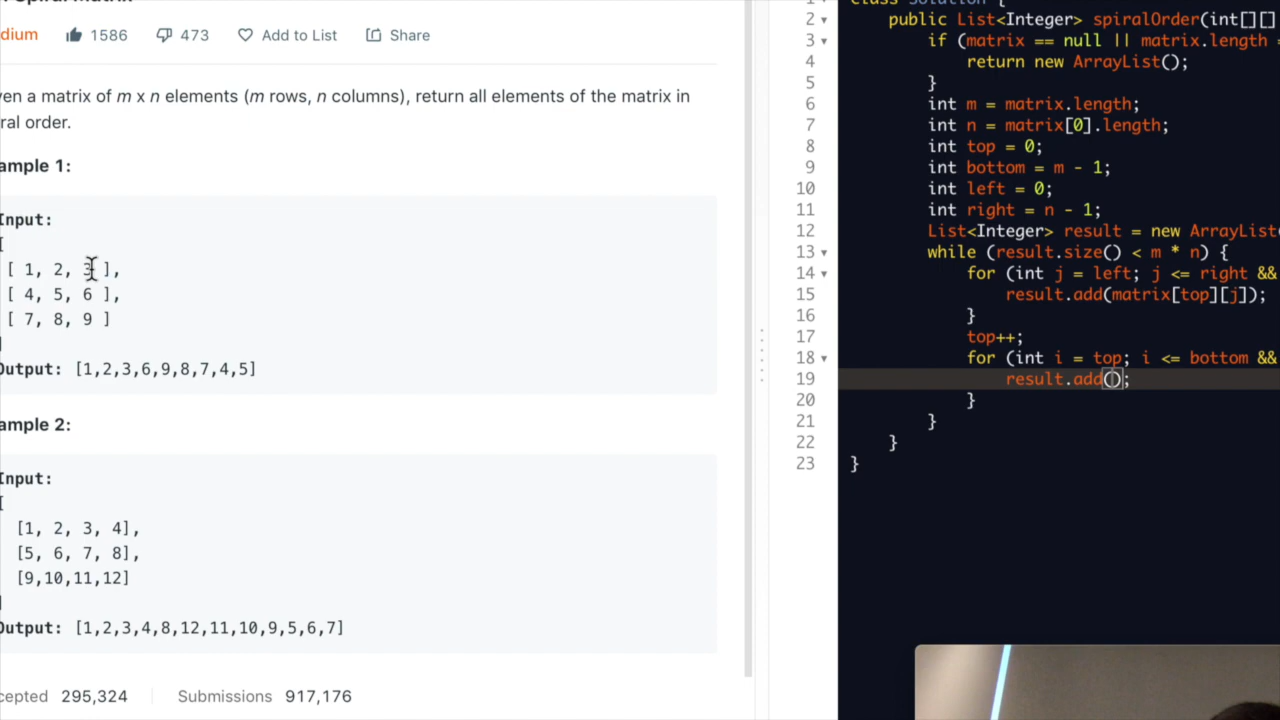 Spiral Matrix
dium 1586 473 Add to List Share
en a matrix of m x n elements (m rows, n columns), return all elements of the matrix in
ral order.
ample 1:
Input:
[
[ 1, 2, 3 ],
[ 4, 5, 6 ],
[ 7, 8, 9 ]
]
Output: [1,2,3,6,9,8,7,4,5]
ample 2:
Input:
[
[1, 2, 3, 4],
[5, 6, 7, 8],
[9,10,11,12]
]
Output: [1,2,3,4,8,12,11,10,9,5,6,7]
cepted 295,324 Submissions 917,176
1 class Solution {
2 public List<Integer> spiralOrder(int[][]
3 if (matrix == null || matrix.length =
4 return new ArrayList();
5 }
6 int m = matrix.length;
7 int n = matrix[0].length;
8 int top = 0;
9 int bottom = m - 1;
10 int left = 0;
11 int right = n - 1;
12 List<Integer> result = new ArrayList(
13 while (result.size() < m * n) {
14 for (int j = left; j <= right &&
15 result.add(matrix[top][j]);
16 }
17 top++;
18 for (int i = top; i <= bottom &&
19 result.add();
20 }
21 }
22 }
23 }